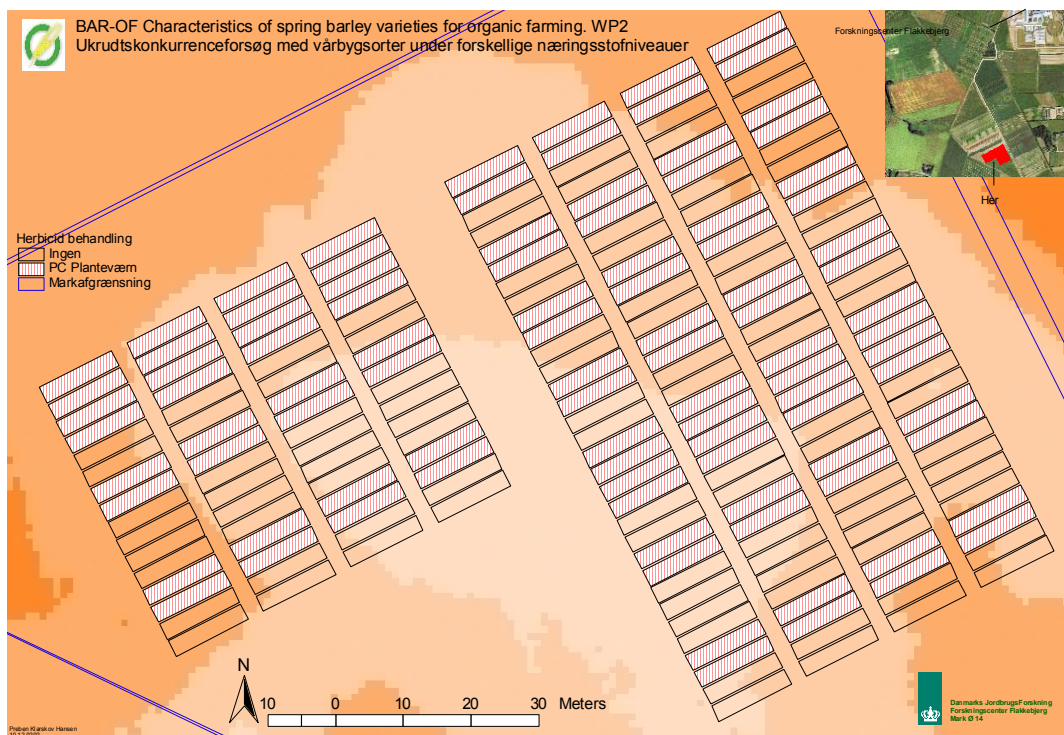 BAR-OF Characteristics of spring barley varieties for organic farming. WP2
Ukrudtskonkurrenceforsøg med vårbygsorter under forskellige næringsstofniveauer
Forskningscenter Flakkebjerg
Her
Herbicid behandling
Ingen
PC Planteværn
Markafgrænsning
N
10 0 10 20 30 Meters
Preben Klarskov Hansen
Danmarks JordbrugsForskning
Forskningscenter Flakkebjerg
Mark Ø 14